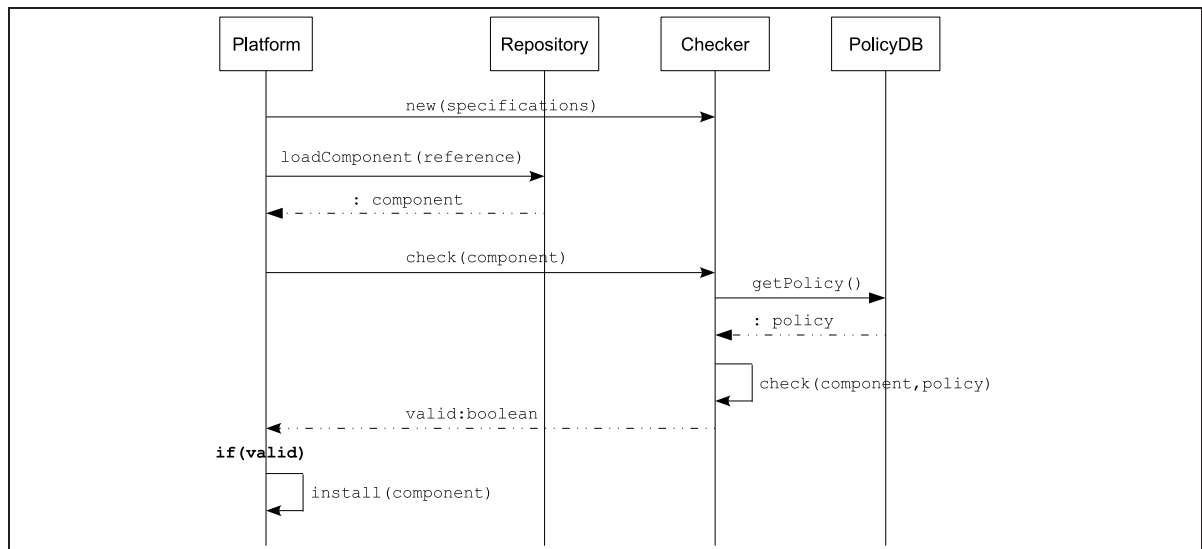 Platform
Repository
Checker
PolicyDB
new(specifications)
loadComponent(reference)
: component
check(component)
getPolicy()
: policy
check(component,policy)
valid:boolean
if(valid)
install(component)